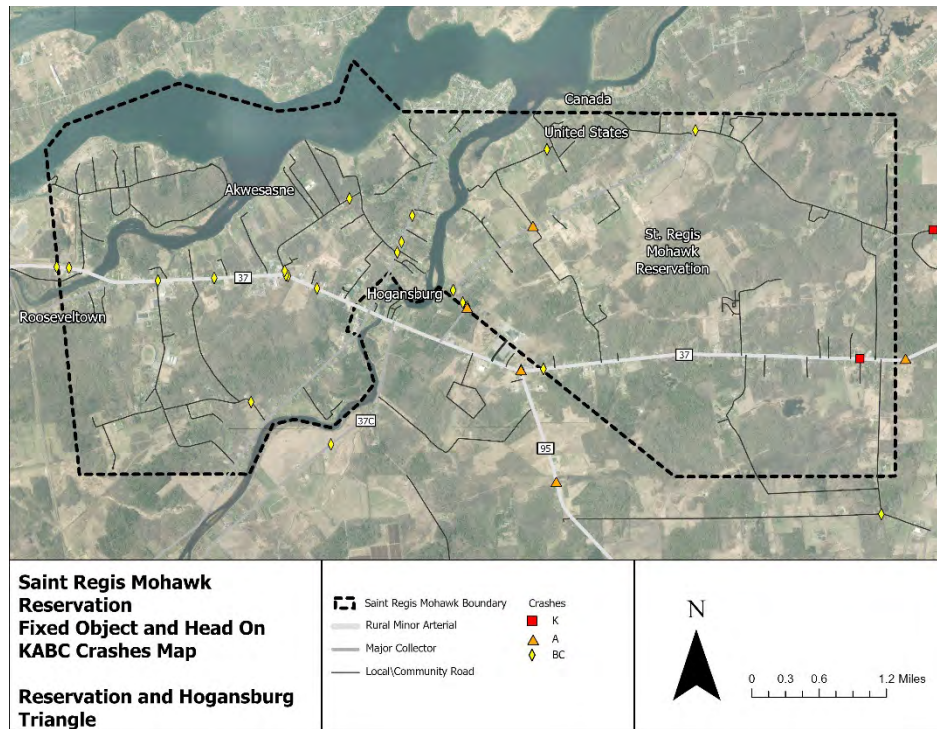 Canada
United States
Akwesasne
St. Regis
Mohawk
Reservation
37
Hogansburg
Rooseveltown
37
37C
95
Saint Regis Mohawk
Reservation
Fixed Object and Head On
KABC Crashes Map
Reservation and Hogansburg
Triangle
Saint Regis Mohawk Boundary
Rural Minor Arterial
Major Collector
Local\Community Road
Crashes
K
A
BC
N
0 0.3 0.6 1.2 Miles